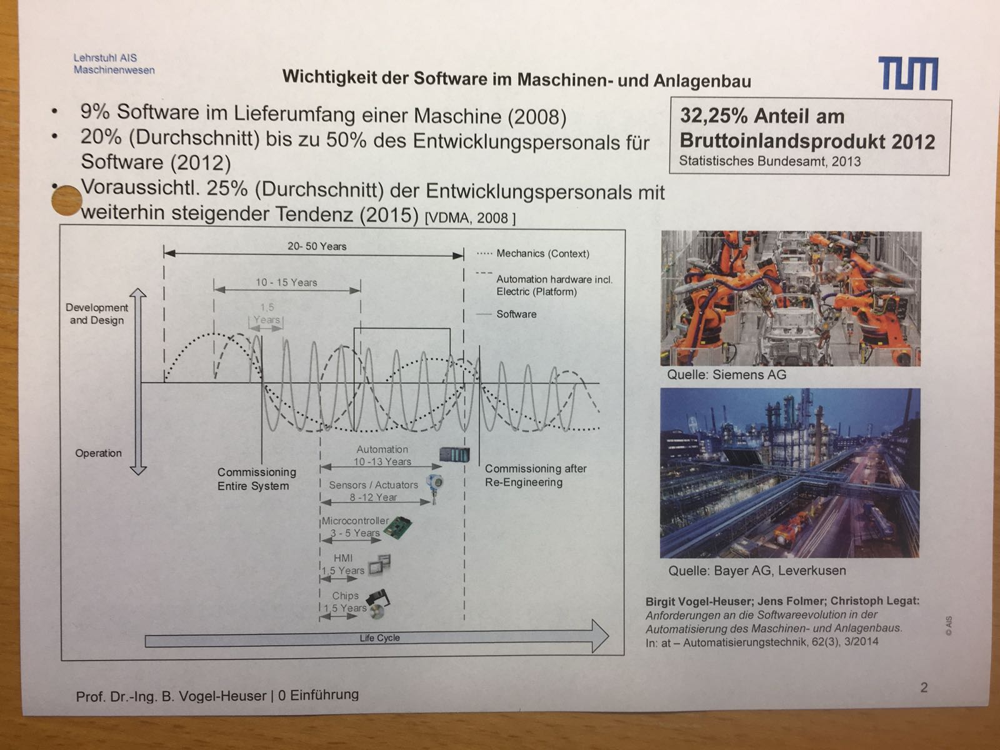 Lehrstuhl AIS
Maschinenwesen
Wichtigkeit der Software im Maschinen- und Anlagenbau
TUM
• 9% Software im Lieferumfang einer Maschine (2008)
• 20% (Durchschnitt) bis zu 50% des Entwicklungspersonals für
Software (2012)
• Voraussichtl. 25% (Durchschnitt) der Entwicklungspersonals mit
weiterhin steigender Tendenz (2015) [VDMA, 2008 ]
32,25% Anteil am
Bruttoinlandsprodukt 2012
Statistisches Bundesamt, 2013
20- 50 Years
10 - 15 Years
1,5
Years
Mechanics (Context)
Automation hardware incl.
Electric (Platform)
Software
Development
and Design
Operation
Commissioning
Entire System
Automation
10 -13 Years
Sensors / Actuators
8 -12 Year
Microcontroller
3 - 5 Years
HMI
1,5 Years
Chips
1,5 Years
Commissioning after
Re-Engineering
Life Cycle
Quelle: Siemens AG
Quelle: Bayer AG, Leverkusen
Birgit Vogel-Heuser; Jens Folmer; Christoph Legat:
Anforderungen an die Softwareevolution in der
Automatisierung des Maschinen- und Anlagenbaus.
In: at – Automatisierungstechnik, 62(3), 3/2014
© AIS
Prof. Dr.-Ing. B. Vogel-Heuser | 0 Einführung
2